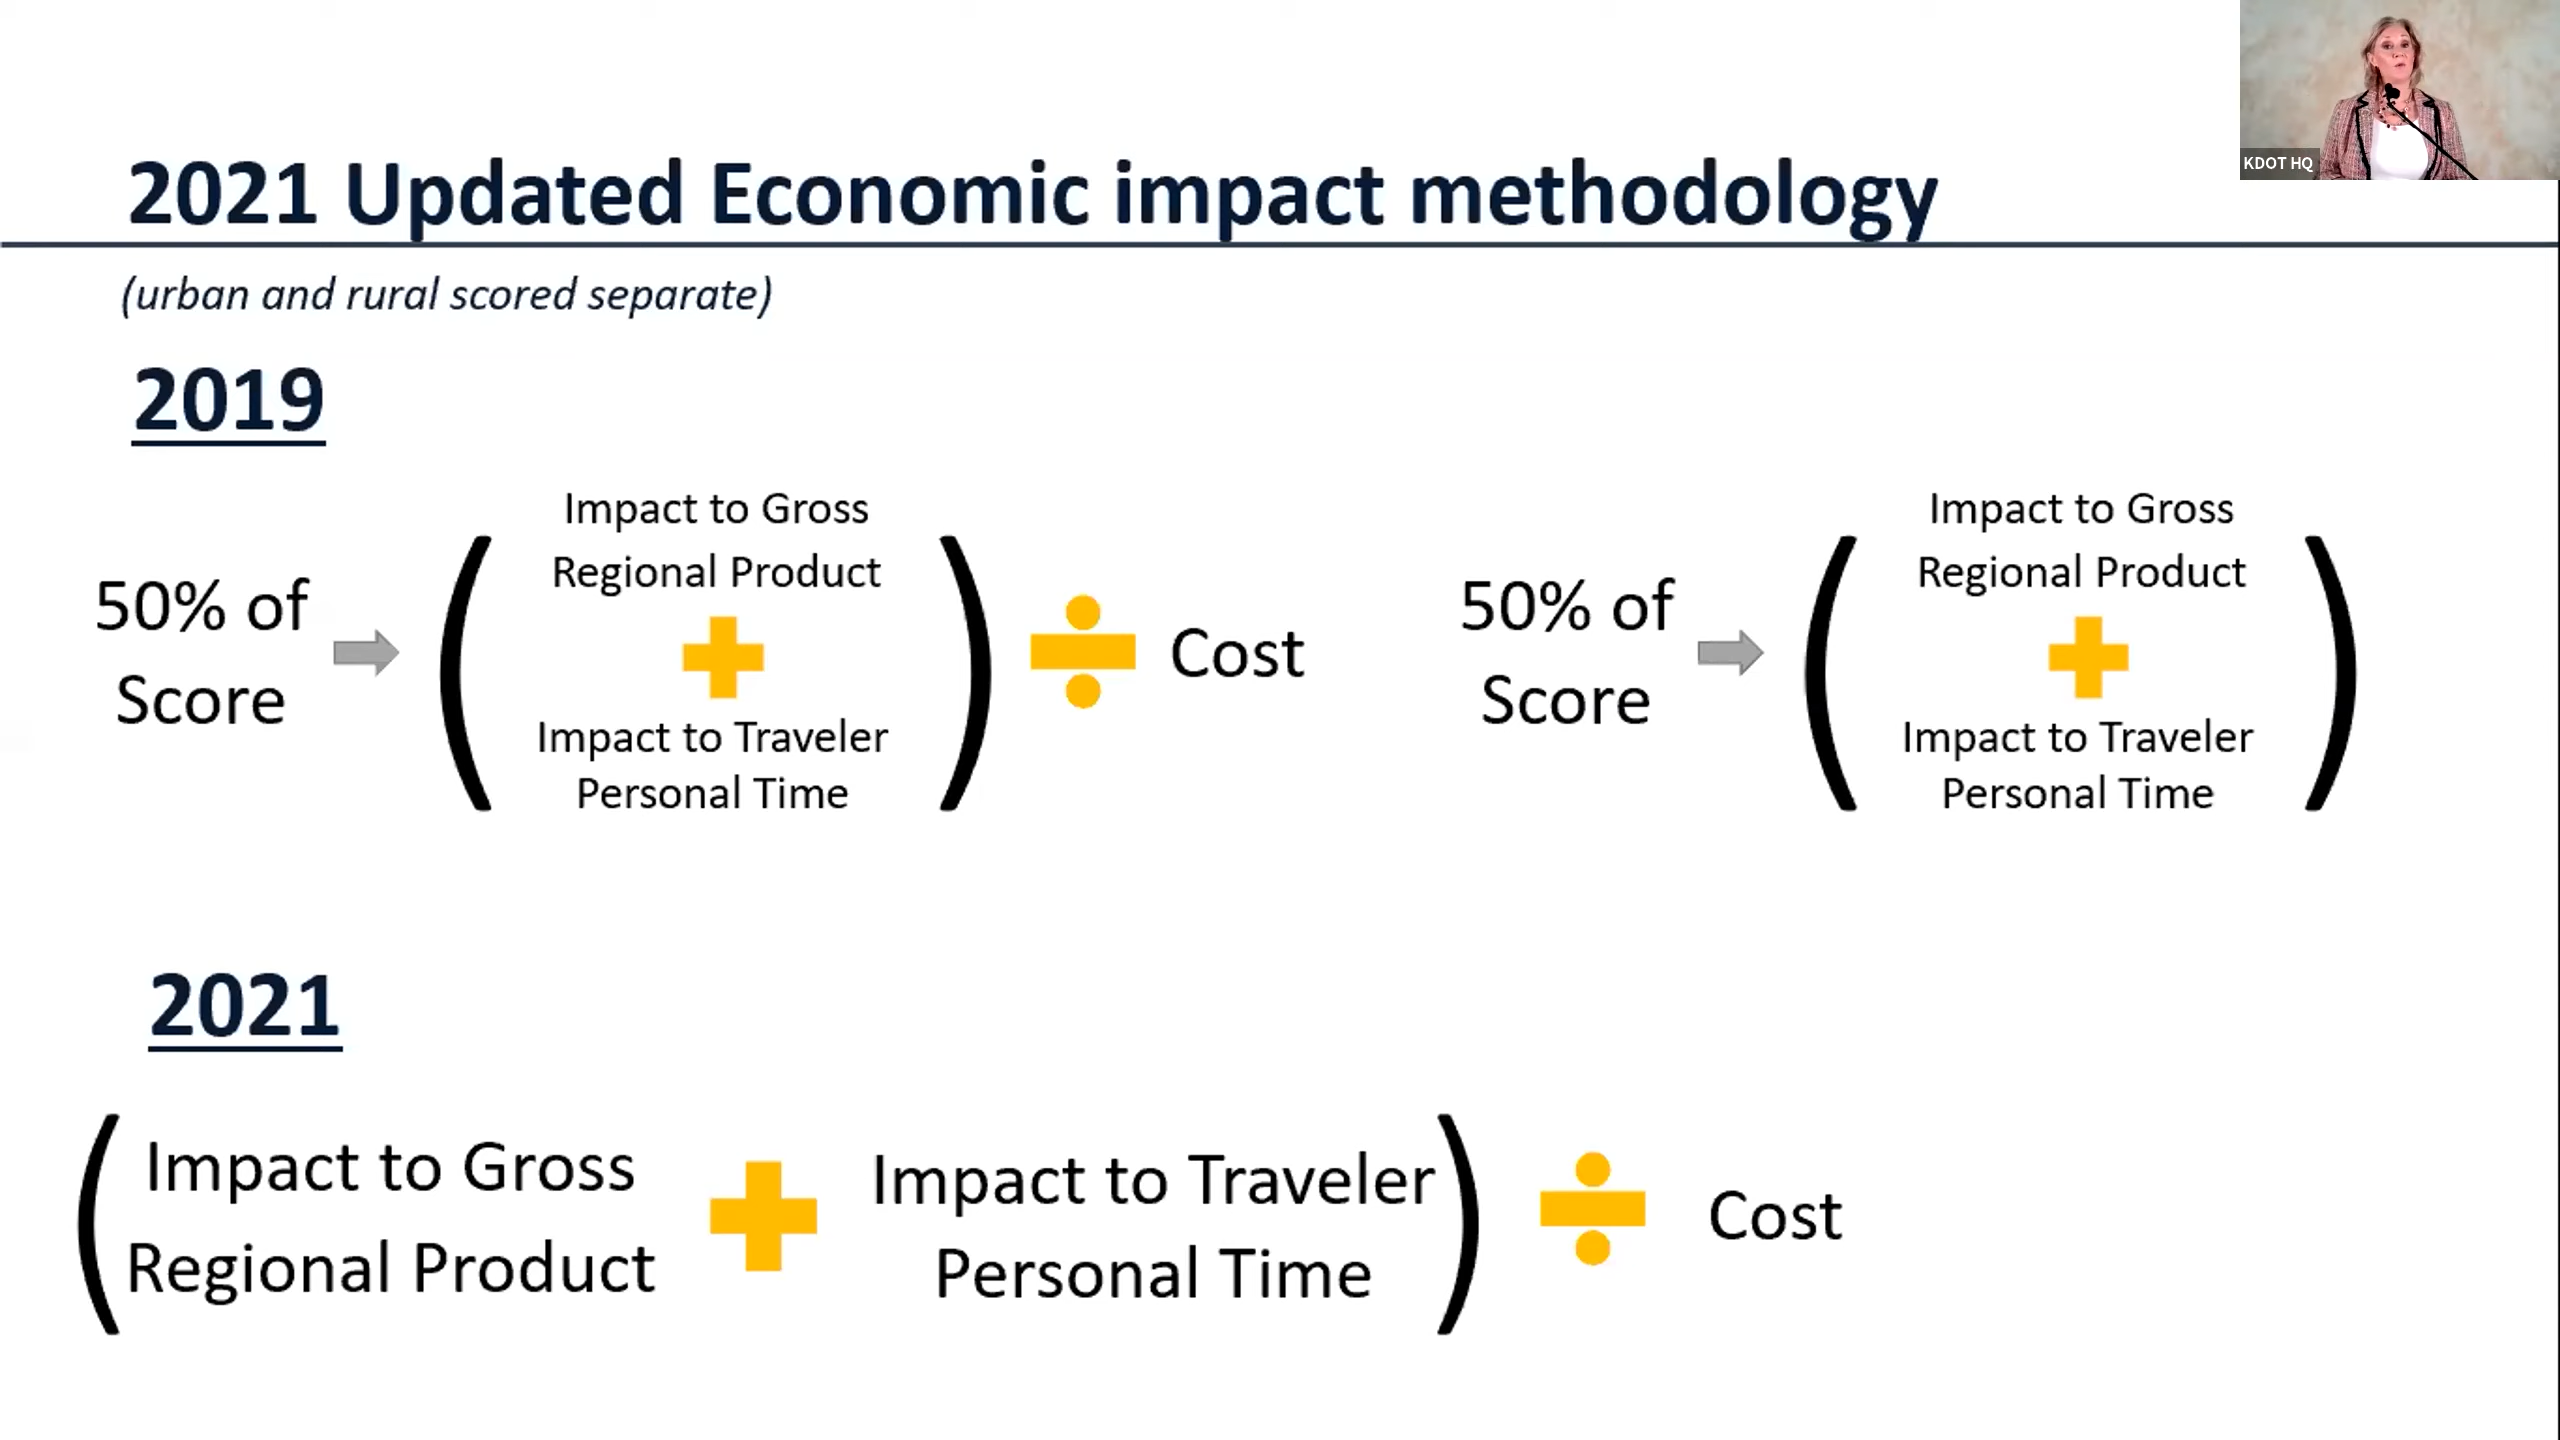 KDOT HQ
2021 Updated Economic impact methodology
(urban and rural scored separate)
2019
50% of
Score
Impact to Gross
Regional Product
Impact to Traveler
Personal Time
Cost
50% of
Score
Impact to Gross
Regional Product
Impact to Traveler
Personal Time
2021
Impact to Gross
Regional Product
Impact to Traveler
Personal Time
Cost